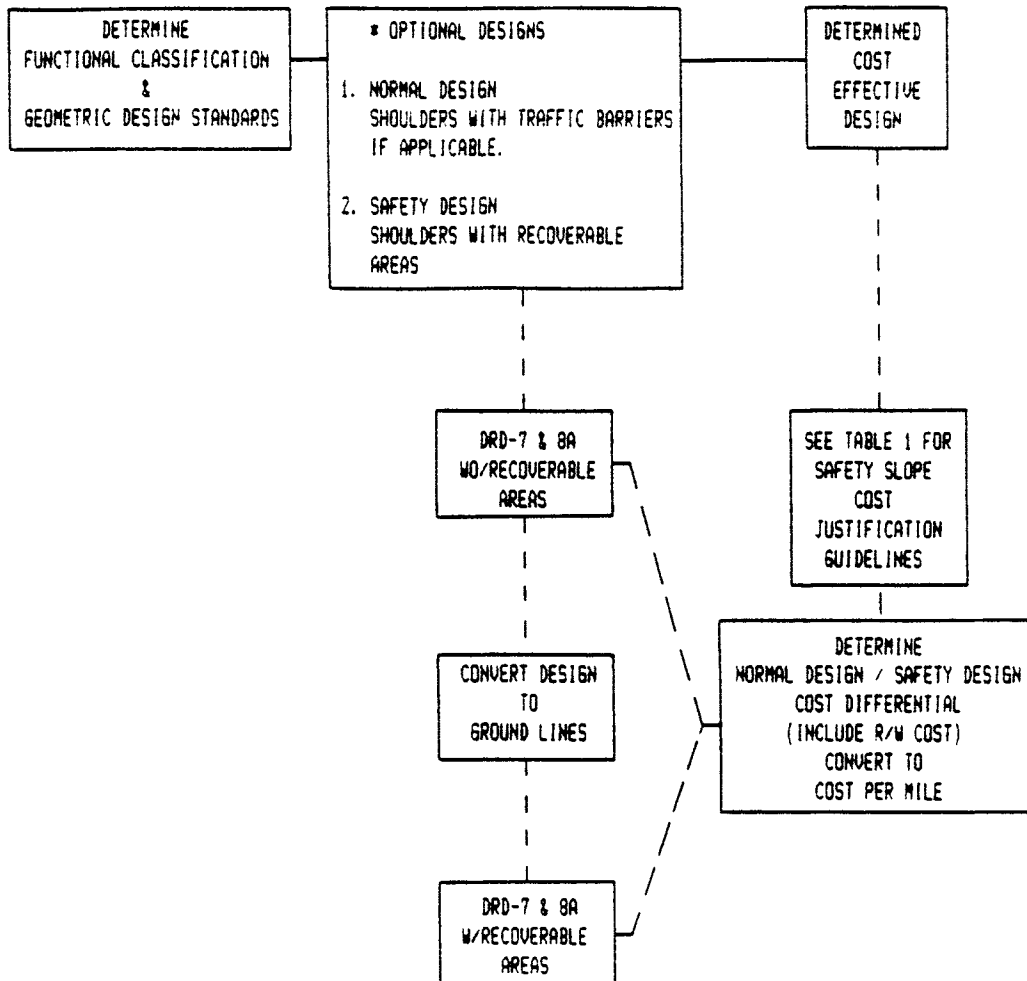 DETERMINE
FUNCTIONAL CLASSIFICATION
&
GEOMETRIC DESIGN STANDARDS
* OPTIONAL DESIGNS
1. NORMAL DESIGN
SHOULDERS WITH TRAFFIC BARRIERS
IF APPLICABLE.
2. SAFETY DESIGN
SHOULDERS WITH RECOVERABLE
AREAS
DETERMINED
COST
EFFECTIVE
DESIGN
DRD-7 & 8A
WO/RECOVERABLE
AREAS
SEE TABLE 1 FOR
SAFETY SLOPE
COST
JUSTIFICATION
GUIDELINES
CONVERT DESIGN
TO
GROUND LINES
DETERMINE
NORMAL DESIGN / SAFETY DESIGN
COST DIFFERENTIAL
(INCLUDE R/W COST)
CONVERT TO
COST PER MILE
DRD-7 & 8A
W/RECOVERABLE
AREAS